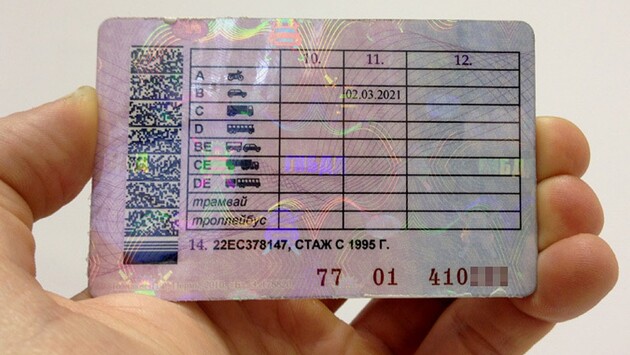 10. 11. 12.
A
B 02.03.2021
C
D
BE
CE
DE
трамвай
троллейбус
14. 22ЕС378147, СТАЖ С 1995 Г.
77 01 410